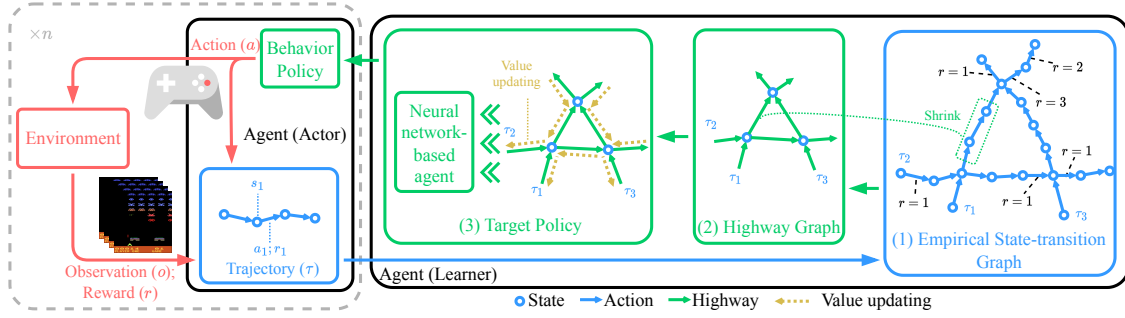 ×n
Action (a)
Behavior
Policy
Environment
Agent (Actor)
s₁
a₁; r₁
Trajectory (τ)
Observation (o);
Reward (r)
Value
updating
Neural
network-
based
agent
τ₂
τ₁
τ₃
(3) Target Policy
τ₂
τ₁
τ₃
(2) Highway Graph
Shrink
r = 1
r = 2
r = 3
τ₂
r = 1
r = 1
r = 1
τ₁
τ₃
(1) Empirical State-transition
Graph
Agent (Learner)
State
Action
Highway
Value updating